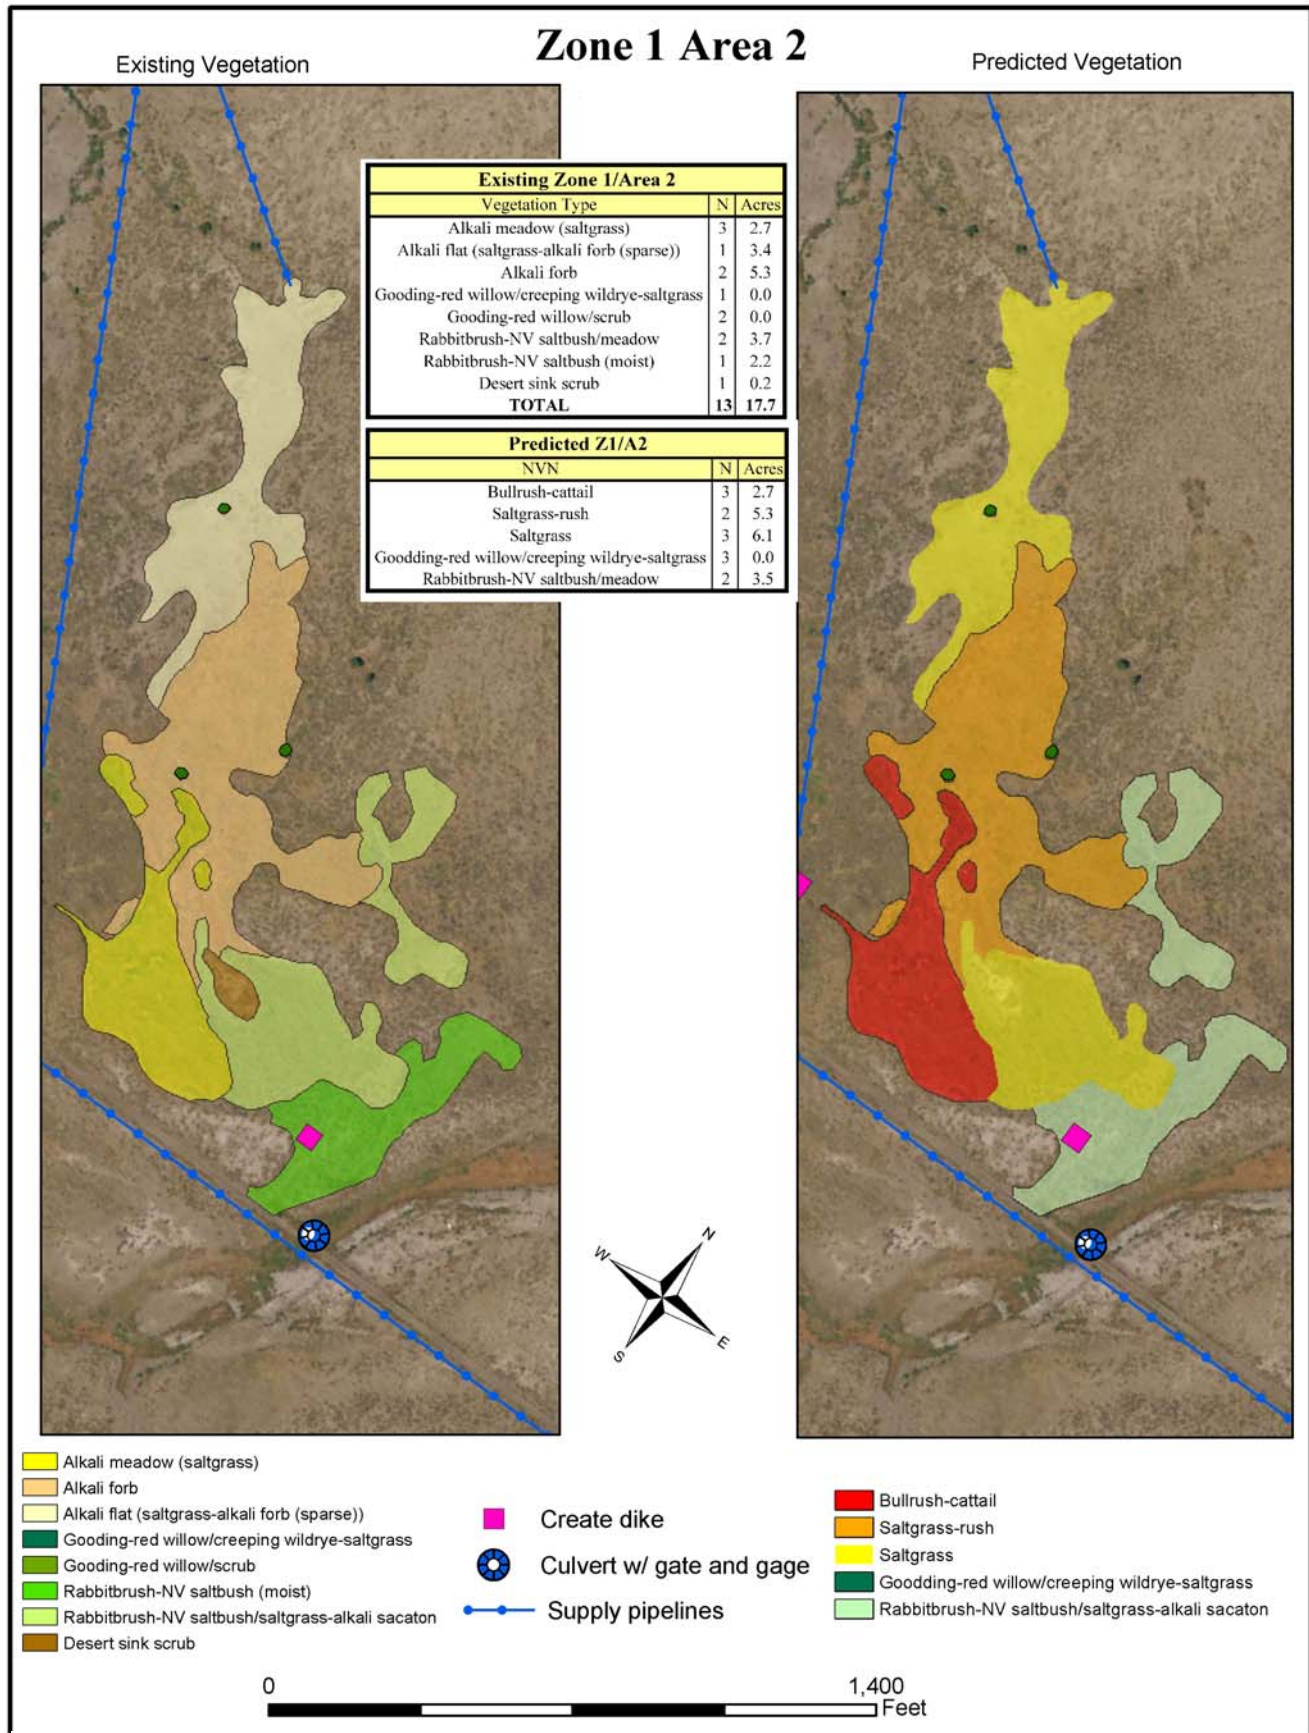 Zone 1 Area 2
Existing Vegetation
Predicted Vegetation
Existing Zone 1/Area 2
Vegetation Type N Acres
Alkali meadow (saltgrass) 3 2.7
Alkali flat (saltgrass-alkali forb (sparse)) 1 3.4
Alkali forb 2 5.3
Gooding-red willow/creeping wildrye-saltgrass 1 0.0
Gooding-red willow/scrub 2 0.0
Rabbitbrush-NV saltbush/meadow 2 3.7
Rabbitbrush-NV saltbush (moist) 1 2.2
Desert sink scrub 1 0.2
TOTAL 13 17.7
Predicted Z1/A2
NVN N Acres
Bullrush-cattail 3 2.7
Saltgrass-rush 2 5.3
Saltgrass 3 6.1
Goodding-red willow/creeping wildrye-saltgrass 3 0.0
Rabbitbrush-NV saltbush/meadow 2 3.5
N
W
E
S
Alkali meadow (saltgrass)
Alkali forb
Alkali flat (saltgrass-alkali forb (sparse))
Gooding-red willow/creeping wildrye-saltgrass
Gooding-red willow/scrub
Rabbitbrush-NV saltbush (moist)
Rabbitbrush-NV saltbush/saltgrass-alkali sacaton
Desert sink scrub
Create dike
Culvert w/ gate and gage
Supply pipelines
Bullrush-cattail
Saltgrass-rush
Saltgrass
Goodding-red willow/creeping wildrye-saltgrass
Rabbitbrush-NV saltbush/saltgrass-alkali sacaton
0 1,400
Feet